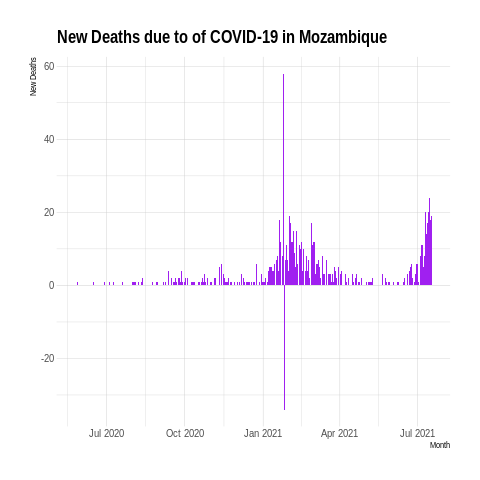 New Deaths due to of COVID-19 in Mozambique
New Deaths
60
40
20
0
-20
Jul 2020 Oct 2020 Jan 2021 Apr 2021 Jul 2021
Month